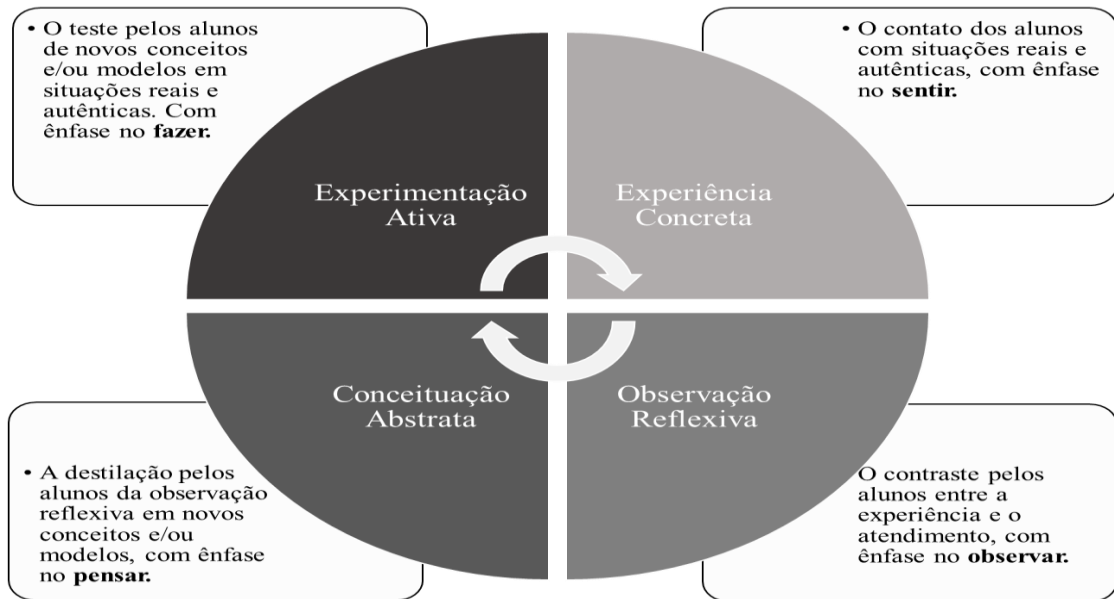 • O teste pelos alunos
de novos conceitos
e/ou modelos em
situações reais e
autênticas. Com
ênfase no fazer.
• O contato dos alunos
com situações reais e
autênticas, com ênfase
no sentir.
Experimentação
Ativa
Experiência
Concreta
Conceituação
Abstrata
Observação
Reflexiva
• A destilação pelos
alunos da observação
reflexiva em novos
conceitos e/ou
modelos, com ênfase
no pensar.
O contraste pelos
alunos entre a
experiência e o
atendimento, com
ênfase no observar.